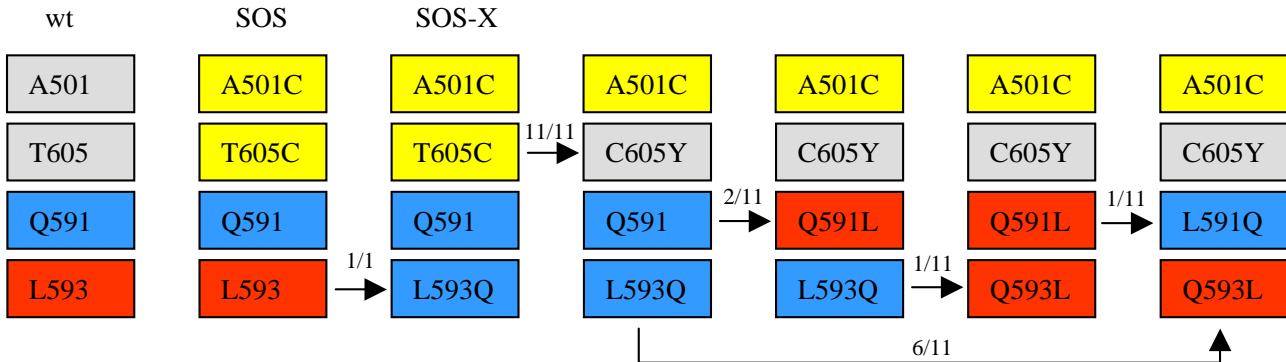 wt SOS SOS-X
A501 A501C A501C A501C A501C A501C A501C
T605 T605C T605C 11/11 C605Y C605Y C605Y C605Y
Q591 Q591 Q591 Q591 2/11 Q591L Q591L 1/11 L591Q
L593 L593 1/1 L593Q L593Q L593Q 1/11 Q593L Q593L
6/11